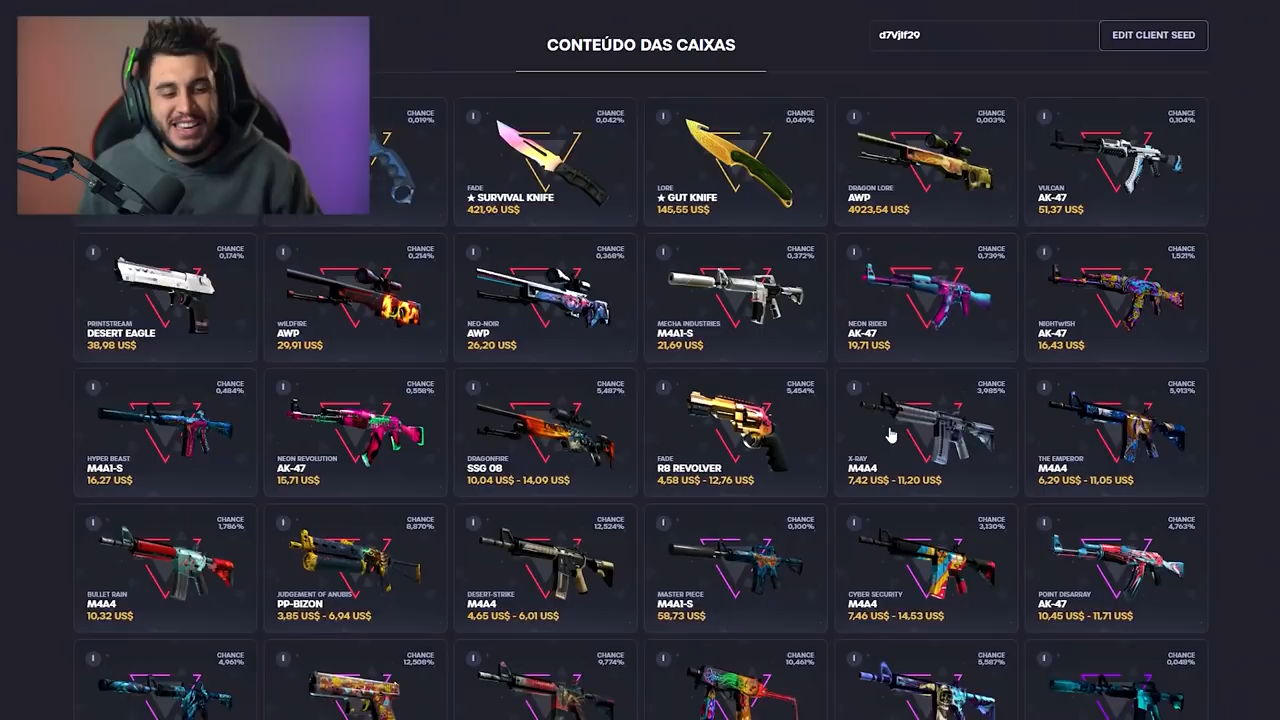 CONTEÚDO DAS CAIXAS
d7Vjlf29
EDIT CLIENT SEED
CHANCE
0,019%
I
CHANCE
0,042%
FADE
★ SURVIVAL KNIFE
421,96 US$
I
CHANCE
0,049%
LORE
★ GUT KNIFE
145,55 US$
I
CHANCE
0,003%
DRAGON LORE
AWP
4923,54 US$
I
CHANCE
0,104%
VULCAN
AK-47
51,37 US$
I
CHANCE
0,174%
PRINTSTREAM
DESERT EAGLE
38,98 US$
I
CHANCE
0,214%
WILDFIRE
AWP
29,91 US$
I
CHANCE
0,368%
NEO-NOIR
AWP
26,20 US$
I
CHANCE
0,372%
MECHA INDUSTRIES
M4A1-S
21,69 US$
I
CHANCE
0,739%
NEON RIDER
AK-47
19,71 US$
I
CHANCE
1,521%
NIGHTWISH
AK-47
16,43 US$
I
CHANCE
0,484%
HYPER BEAST
M4A1-S
16,27 US$
I
CHANCE
0,558%
NEON REVOLUTION
AK-47
15,71 US$
I
CHANCE
5,487%
DRAGONFIRE
SSG 08
10,04 US$ - 14,09 US$
I
CHANCE
5,454%
FADE
R8 REVOLVER
4,58 US$ - 12,76 US$
I
CHANCE
3,985%
X-RAY
M4A4
7,42 US$ - 11,20 US$
I
CHANCE
5,913%
THE EMPEROR
M4A4
6,29 US$ - 11,05 US$
I
CHANCE
1,786%
BULLET RAIN
M4A4
10,32 US$
I
CHANCE
8,870%
JUDGEMENT OF ANUBIS
PP-BIZON
3,85 US$ - 6,94 US$
I
CHANCE
12,524%
DESERT-STRIKE
M4A4
4,65 US$ - 6,01 US$
I
CHANCE
0,100%
MASTER PIECE
M4A1-S
58,73 US$
I
CHANCE
3,130%
CYBER SECURITY
M4A4
7,46 US$ - 14,53 US$
I
CHANCE
4,763%
POINT DISARRAY
AK-47
10,45 US$ - 11,71 US$
I
CHANCE
4,961%
I
CHANCE
12,508%
I
CHANCE
9,774%
I
CHANCE
10,461%
I
CHANCE
5,587%
I
CHANCE
0,048%